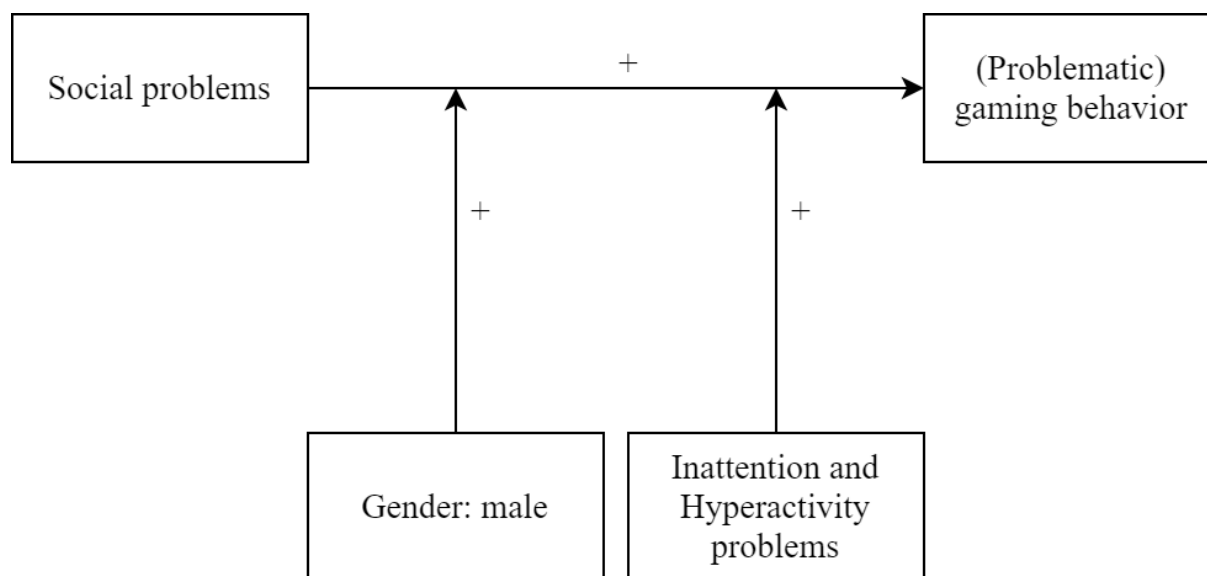 Social problems
+
(Problematic)
gaming behavior
+
+
Gender: male
Inattention and
Hyperactivity
problems